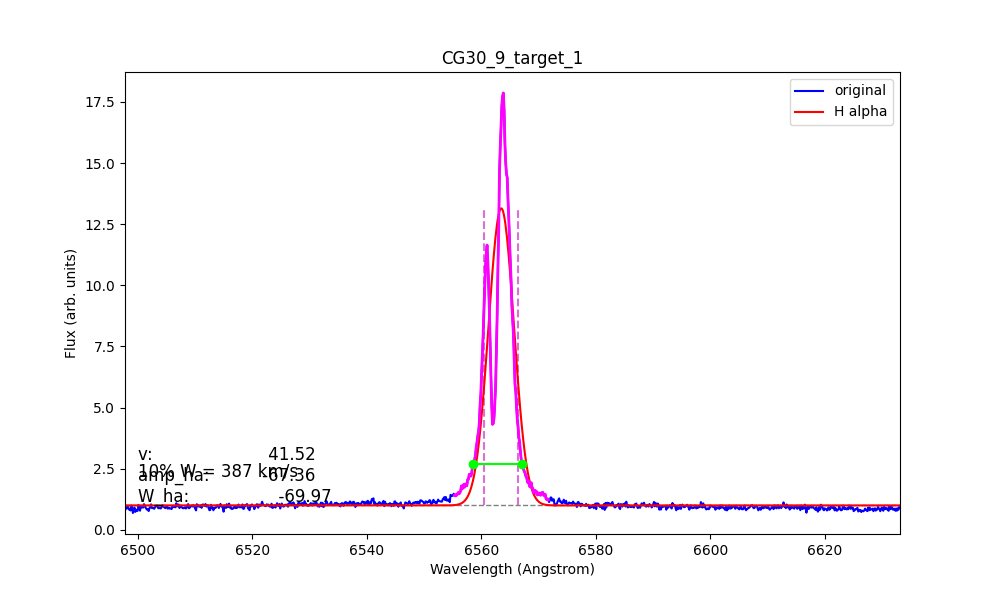 CG30_9_target_1
original
H alpha
17.5
15.0
12.5
10.0
7.5
5.0
2.5
0.0
Flux (arb. units)
v: 41.52
10% W = 387 km/s
amp_ha: -67.36
W_ha: -69.97
6500 6520 6540 6560 6580 6600 6620
Wavelength (Angstrom)